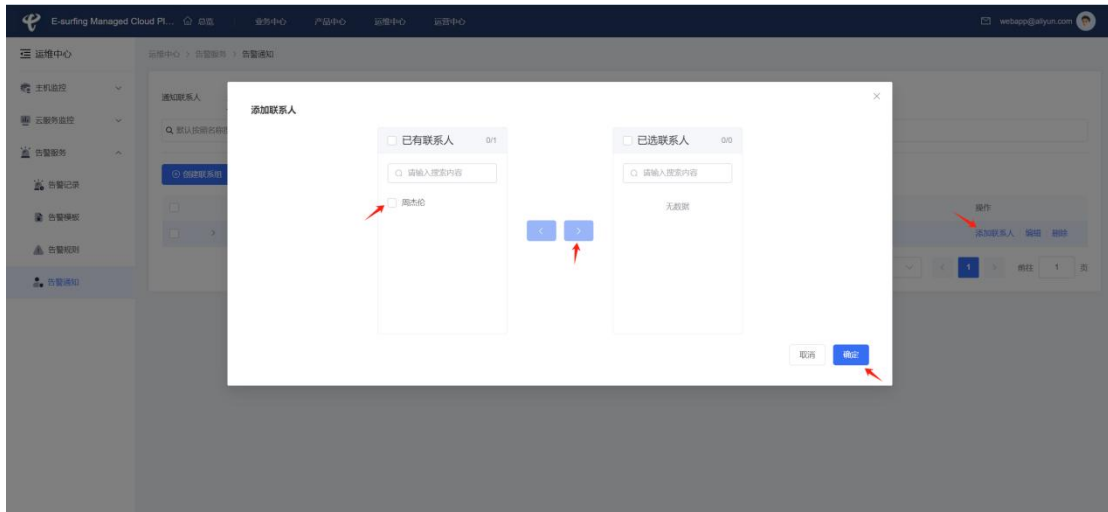 E-surfing Managed Cloud Pl... 总览 业务中心 产品中心 运维中心 运营中心 webapp@aliyun.com
运维中心
运维中心 > 告警服务 > 告警通知
主机监控
云服务监控
告警服务
告警记录
告警模板
告警规则
告警通知
通知联系人
创建联系组
操作
添加联系人 编辑 删除
1 前往 1 页
添加联系人
已有联系人 0/1
请输入搜索内容
周杰伦
已选联系人 0/0
请输入搜索内容
无数据
取消 确定